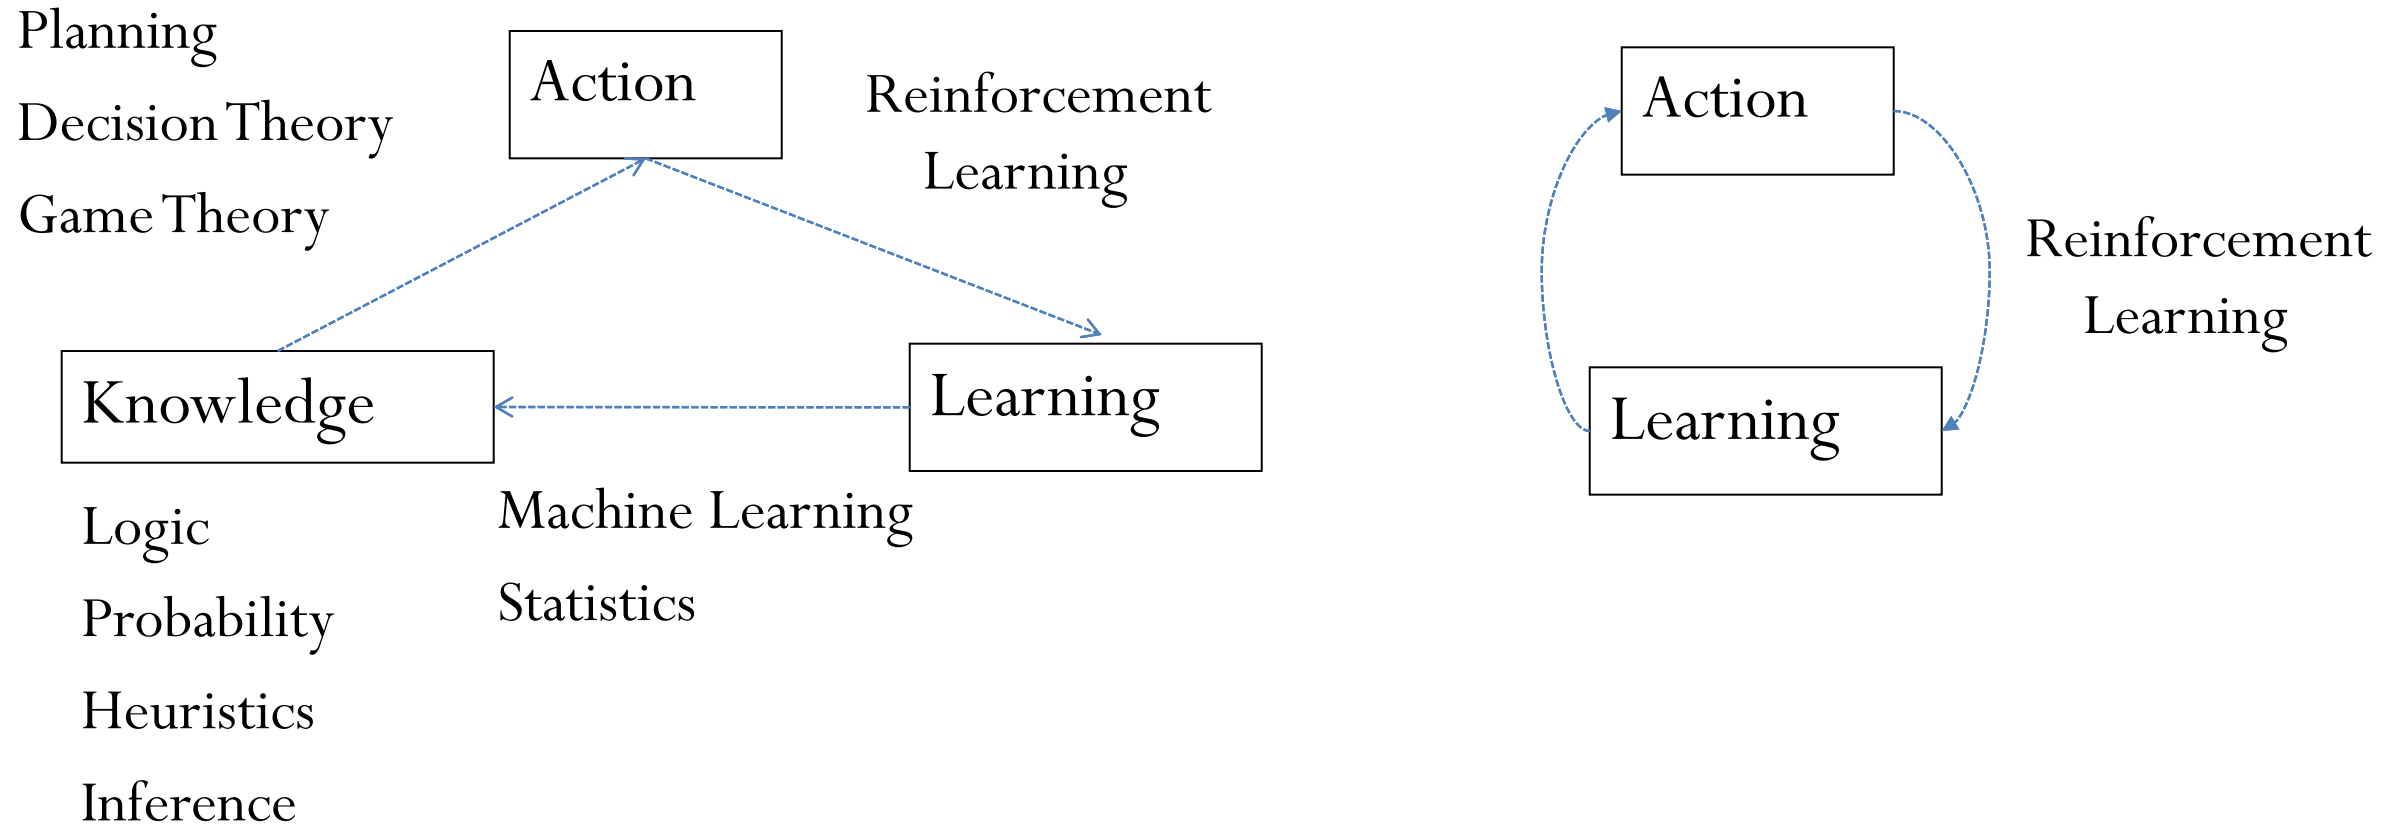 Planning
Decision Theory
Game Theory
Action
Reinforcement
Learning
Knowledge
Learning
Logic
Probability
Heuristics
Inference
Machine Learning
Statistics
Action
Reinforcement
Learning
Learning